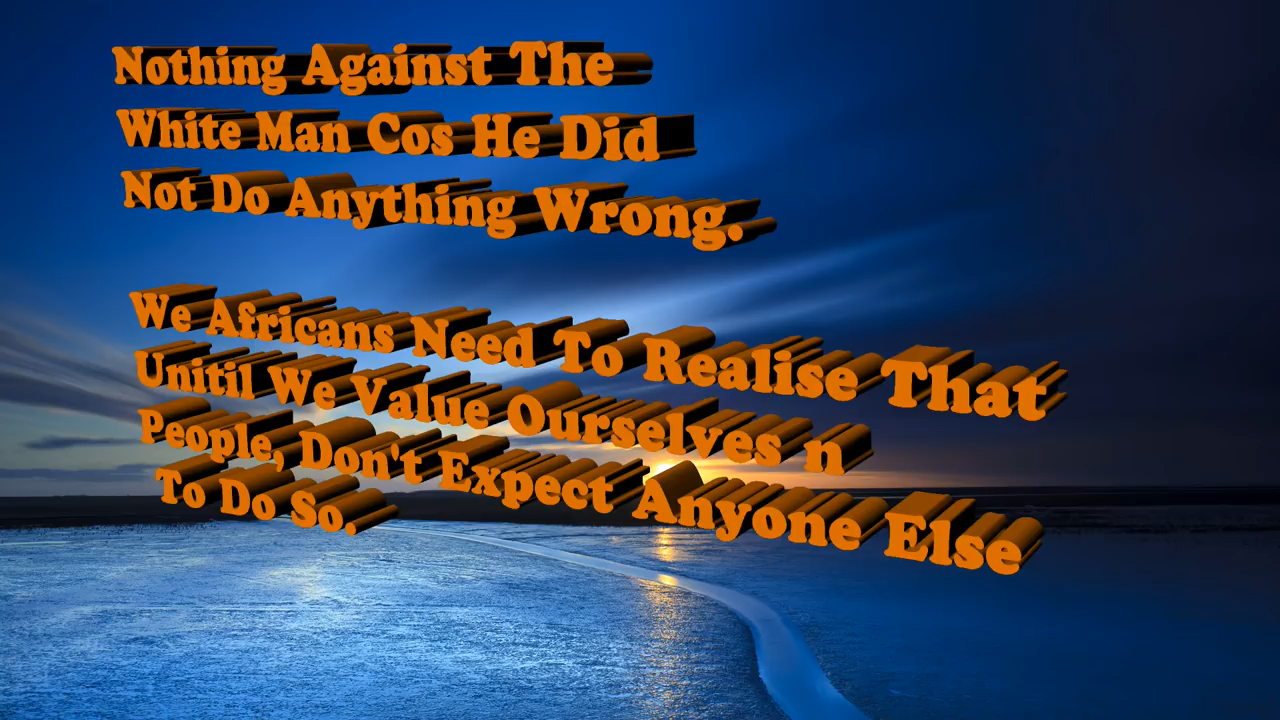 Nothing Against The
White Man Cos He Did
Not Do Anything Wrong.
We Africans Need To Realise That
Unitil We Value Ourselves n
People, Don't Expect Anyone Else
To Do So.